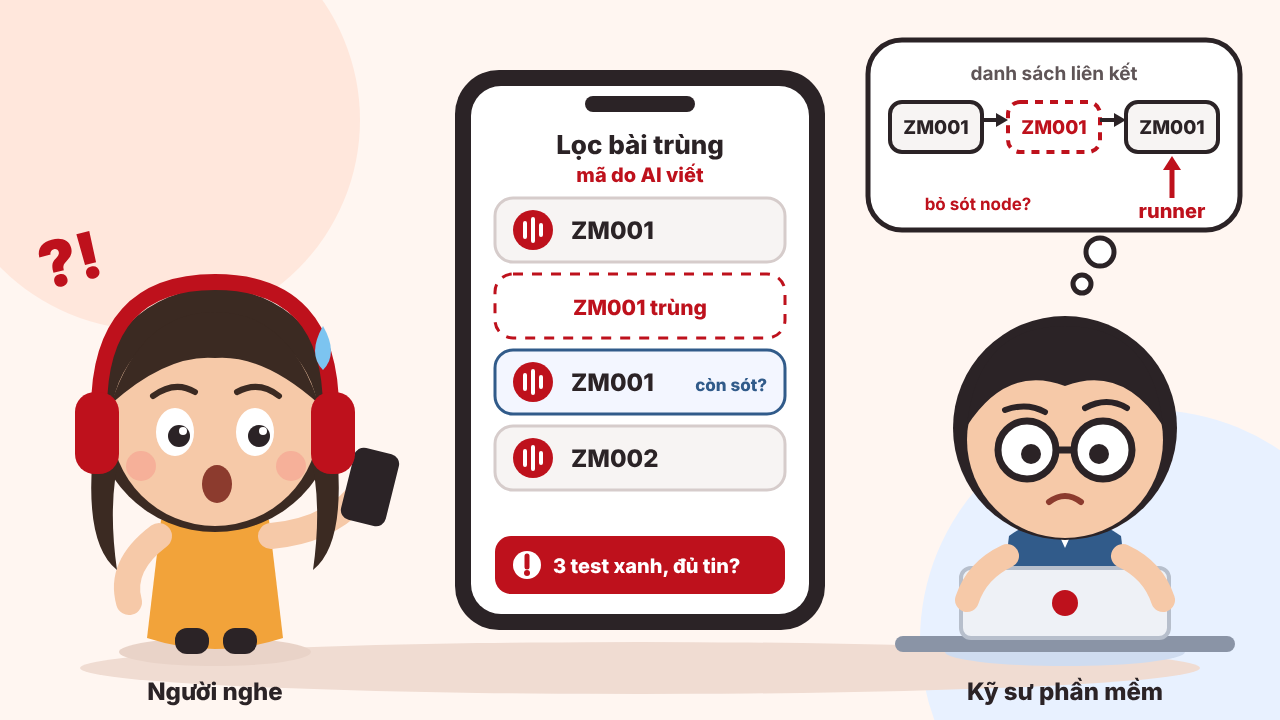 ?!
Lọc bài trùng
mã do AI viết
ZM001
ZM001 trùng
ZM001
còn sót?
ZM002
3 test xanh, đủ tin?
danh sách liên kết
ZM001
ZM001
ZM001
bỏ sót node?
runner
Người nghe
Kỹ sư phần mềm